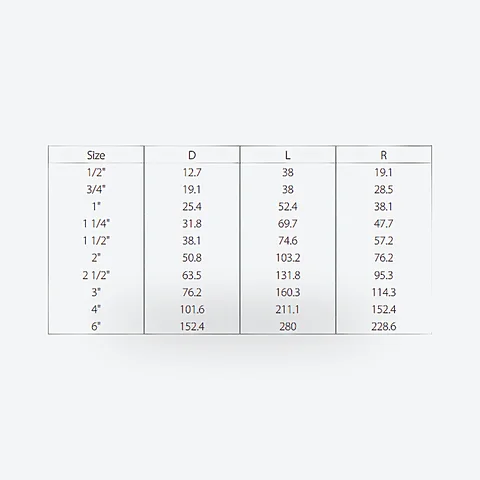 Size D L R
1/2" 12.7 38 19.1
3/4" 19.1 38 28.5
1" 25.4 52.4 38.1
1 1/4" 31.8 69.7 47.7
1 1/2" 38.1 74.6 57.2
2" 50.8 103.2 76.2
2 1/2" 63.5 131.8 95.3
3" 76.2 160.3 114.3
4" 101.6 211.1 152.4
6" 152.4 280 228.6